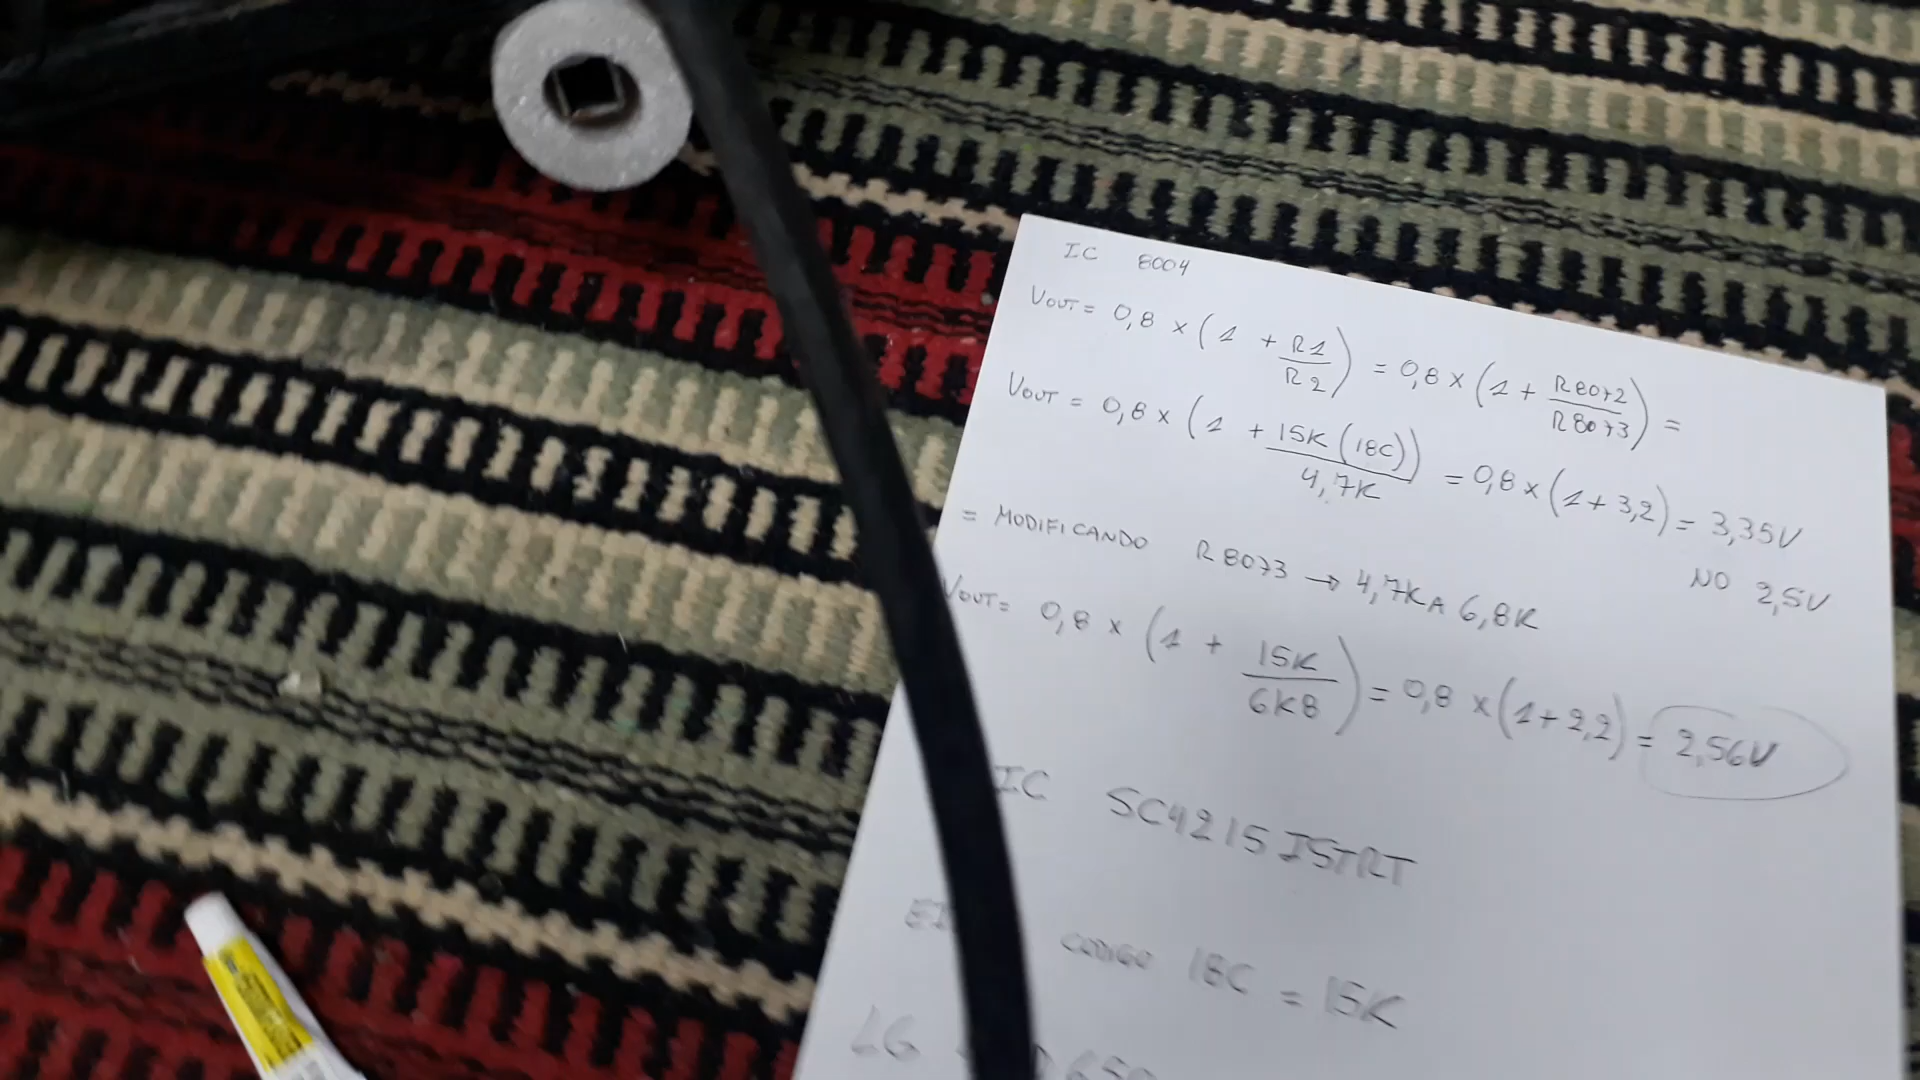 IC 8004
VOUT = 0,8 x (1 + R1/R2) = 0,8 x (1 + R8072/R8073) =
VOUT = 0,8 x (1 + 15K (18C)/4,7K) = 0,8 x (1 + 3,2) = 3,35V
NO 2,5V
= MODIFICANDO R8073 → 4,7K A 6,8K
VOUT = 0,8 x (1 + 15K/6K8) = 0,8 x (1 + 2,2) = 2,56V
IC SC4215ISTRT
CODIGO 18C = 15K
LG